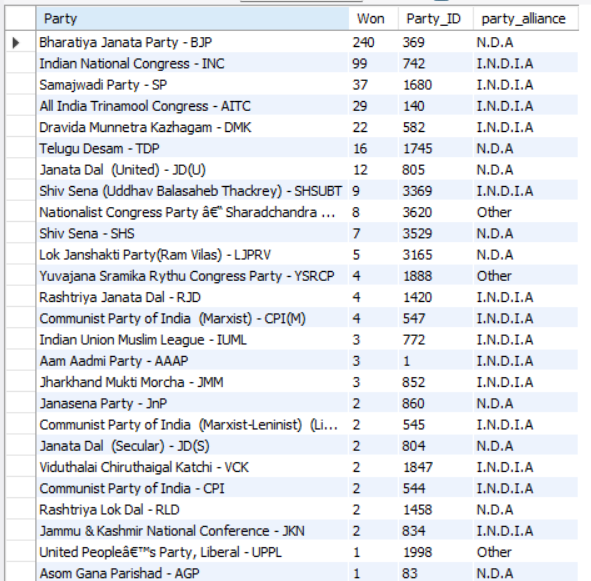 Party Won Party_ID party_alliance
Bharatiya Janata Party - BJP 240 369 N.D.A
Indian National Congress - INC 99 742 I.N.D.I.A
Samajwadi Party - SP 37 1680 I.N.D.I.A
All India Trinamool Congress - AITC 29 140 I.N.D.I.A
Dravida Munnetra Kazhagam - DMK 22 582 I.N.D.I.A
Telugu Desam - TDP 16 1745 N.D.A
Janata Dal  (United) - JD(U) 12 805 N.D.A
Shiv Sena (Uddhav Balasaheb Thackrey) - SHSUBT 9 3369 I.N.D.I.A
Nationalist Congress Party â€“ Sharadchandra ... 8 3620 Other
Shiv Sena - SHS 7 3529 N.D.A
Lok Janshakti Party(Ram Vilas) - LJPRV 5 3165 N.D.A
Yuvajana Sramika Rythu Congress Party - YSRCP 4 1888 Other
Rashtriya Janata Dal - RJD 4 1420 I.N.D.I.A
Communist Party of India  (Marxist) - CPI(M) 4 547 I.N.D.I.A
Indian Union Muslim League - IUML 3 772 I.N.D.I.A
Aam Aadmi Party - AAAP 3 1 I.N.D.I.A
Jharkhand Mukti Morcha - JMM 3 852 I.N.D.I.A
Janasena Party - JnP 2 860 N.D.A
Communist Party of India  (Marxist-Leninist)  (Li... 2 545 I.N.D.I.A
Janata Dal  (Secular) - JD(S) 2 804 N.D.A
Viduthalai Chiruthaigal Katchi - VCK 2 1847 I.N.D.I.A
Communist Party of India - CPI 2 544 I.N.D.I.A
Rashtriya Lok Dal - RLD 2 1458 N.D.A
Jammu & Kashmir National Conference - JKN 2 834 I.N.D.I.A
United Peopleâ€™s Party, Liberal - UPPL 1 1998 Other
Asom Gana Parishad - AGP 1 83 N.D.A